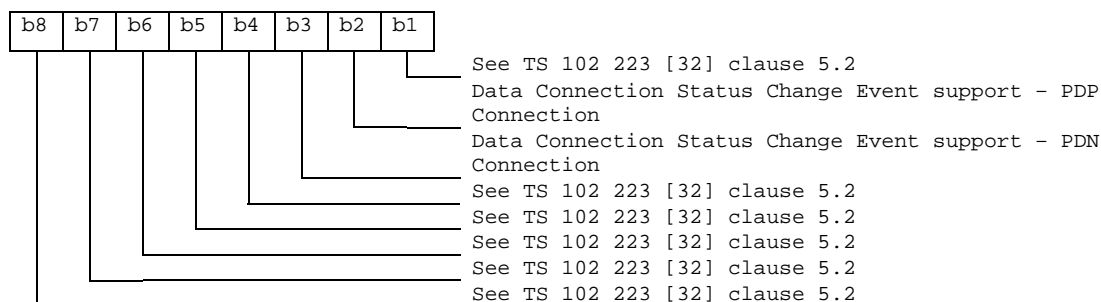 b8 b7 b6 b5 b4 b3 b2 b1
See TS 102 223 [32] clause 5.2
Data Connection Status Change Event support – PDP
Connection
Data Connection Status Change Event support – PDN
Connection
See TS 102 223 [32] clause 5.2
See TS 102 223 [32] clause 5.2
See TS 102 223 [32] clause 5.2
See TS 102 223 [32] clause 5.2
See TS 102 223 [32] clause 5.2